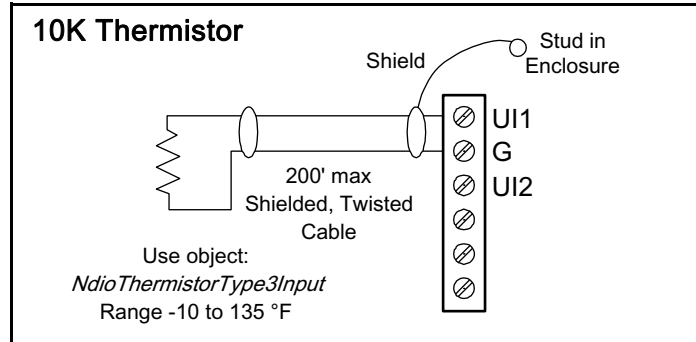 10K Thermistor
Shield
Stud in
Enclosure
UI1
G
UI2
200' max
Shielded, Twisted
Cable
Use object:
NdioThermistorType3Input
Range -10 to 135 °F